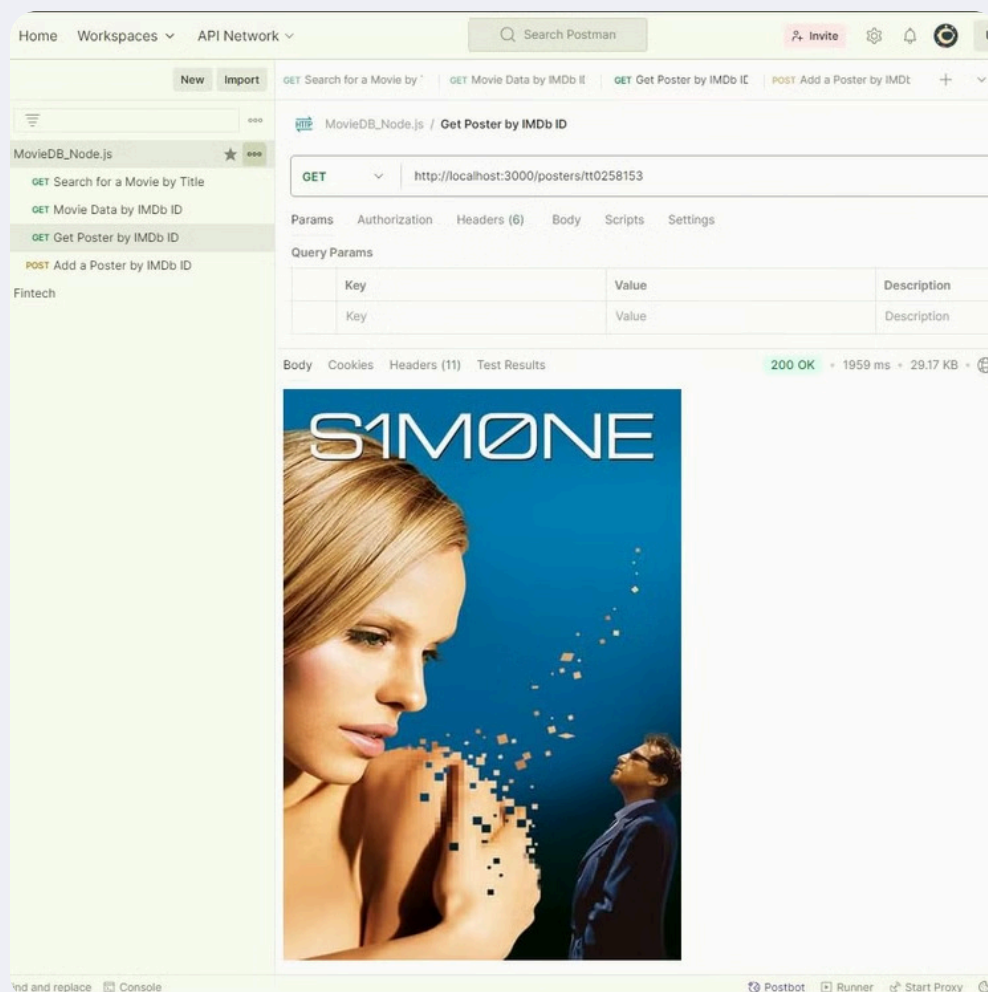 Home Workspaces API Network Search Postman Invite
New Import GET Search for a Movie by GET Movie Data by IMDb GET Get Poster by IMDb ID POST Add a Poster by IMDb
HTTP MovieDB_Node.js / Get Poster by IMDb ID
MovieDB_Node.js
GET http://localhost:3000/posters/tt0258153
GET Search for a Movie by Title
GET Movie Data by IMDb ID
GET Get Poster by IMDb ID
POST Add a Poster by IMDb ID
Fintech
Params Authorization Headers (6) Body Scripts Settings
Query Params
Key Value Description
Key Value Description
Body Cookies Headers (11) Test Results 200 OK • 1959 ms • 29.17 KB •
S1MØNE
and replace Console Postbot Runner Start Proxy